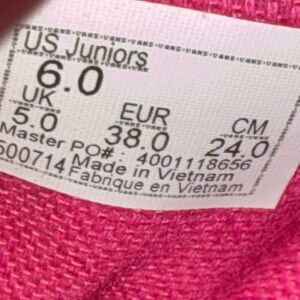 US Juniors
6.0
UK EUR CM
5.0 38.0 24.0
Master PO#: 4001118656
500714 Made in Vietnam
Fabrique en Vietnam